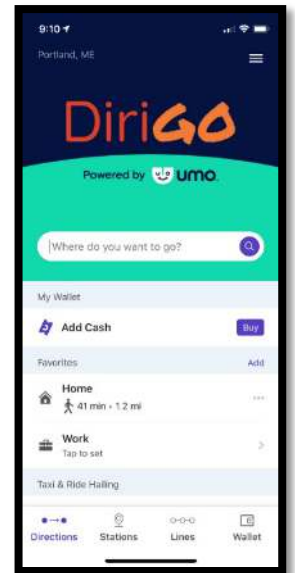 9:10
Portland, ME
DiriGO
Powered by umo.
Where do you want to go?
My Wallet
Add Cash
Buy
Favorites
Add
Home
41 min - 1.2 mi
Work
Tap to set
Taxi & Ride Hailing
Directions
Stations
Lines
Wallet